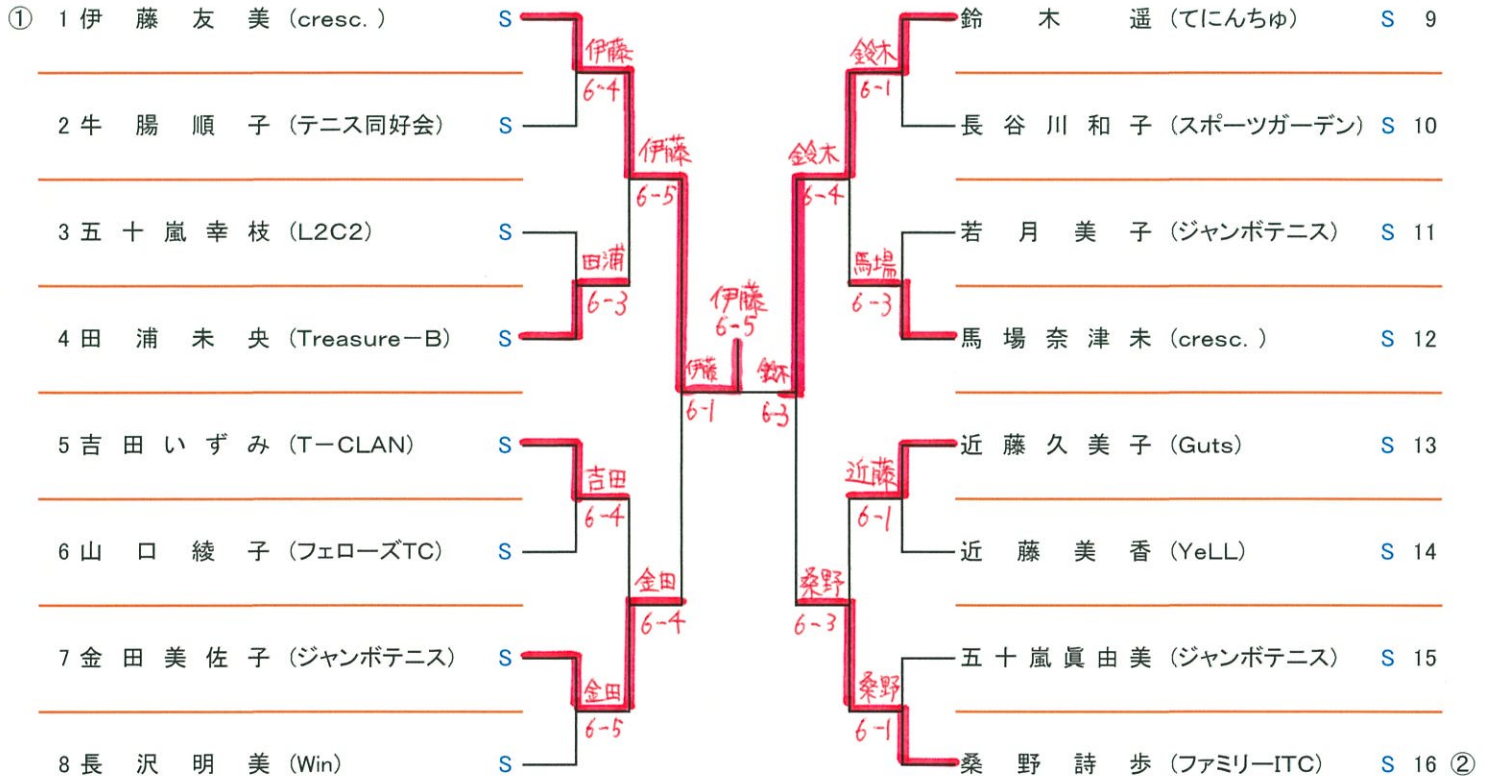 ① 1 伊藤友美 (cresc.) S
伊藤
6-4
2 牛腸順子 (テニス同好会) S
伊藤
6-5
3 五十嵐幸枝 (L2C2) S
田浦
6-3
4 田浦未央 (Treasure－B) S
伊藤
6-1
5 吉田いずみ (T－CLAN) S
吉田
6-4
6 山口綾子 (フェローズTC) S
金田
6-4
7 金田美佐子 (ジャンボテニス) S
金田
6-5
8 長沢明美 (Win) S
伊藤
6-5
鈴木遥 (てにんちゅ) S 9
鈴木
6-1
長谷川和子 (スポーツガーデン) S 10
鈴木
6-4
若月美子 (ジャンボテニス) S 11
馬場
6-3
馬場奈津未 (cresc.) S 12
鈴木
6-3
近藤久美子 (Guts) S 13
近藤
6-1
近藤美香 (YeLL) S 14
桑野
6-3
五十嵐眞由美 (ジャンボテニス) S 15
桑野
6-1
桑野詩歩 (ファミリーITC) S 16 ②